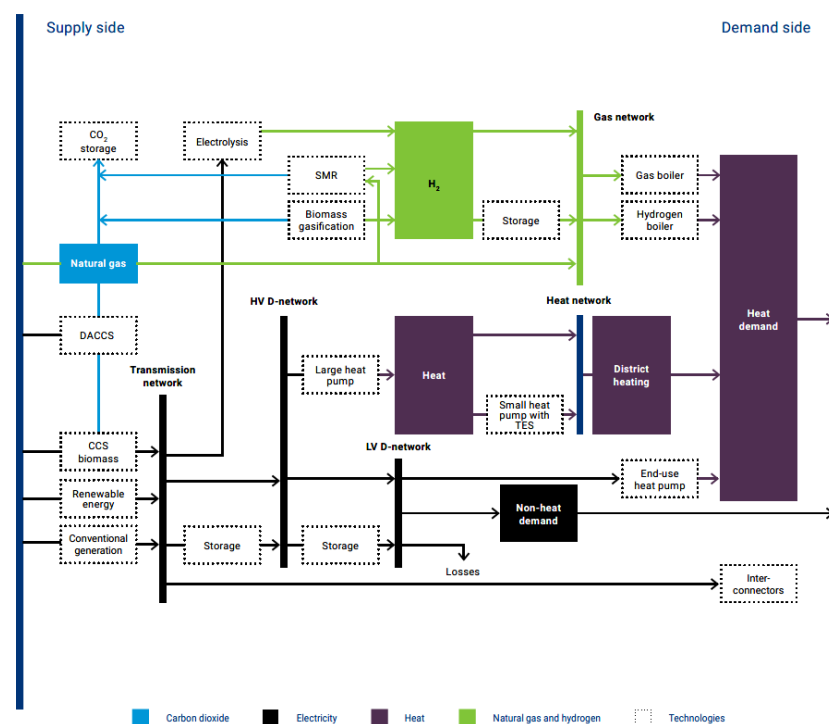 Supply side
Demand side
Gas network
CO2
storage
Electrolysis
SMR
H2
Gas boiler
Biomass
gasification
Storage
Hydrogen
boiler
Natural gas
HV D-network
Heat network
Heat
demand
DACCS
Transmission
network
Large heat
pump
Heat
District
heating
Small heat
pump with
TES
LV D-network
CCS
biomass
End-use
heat pump
Renewable
energy
Non-heat
demand
Conventional
generation
Storage
Storage
Losses
Inter-
connectors
Carbon dioxide
Electricity
Heat
Natural gas and hydrogen
Technologies